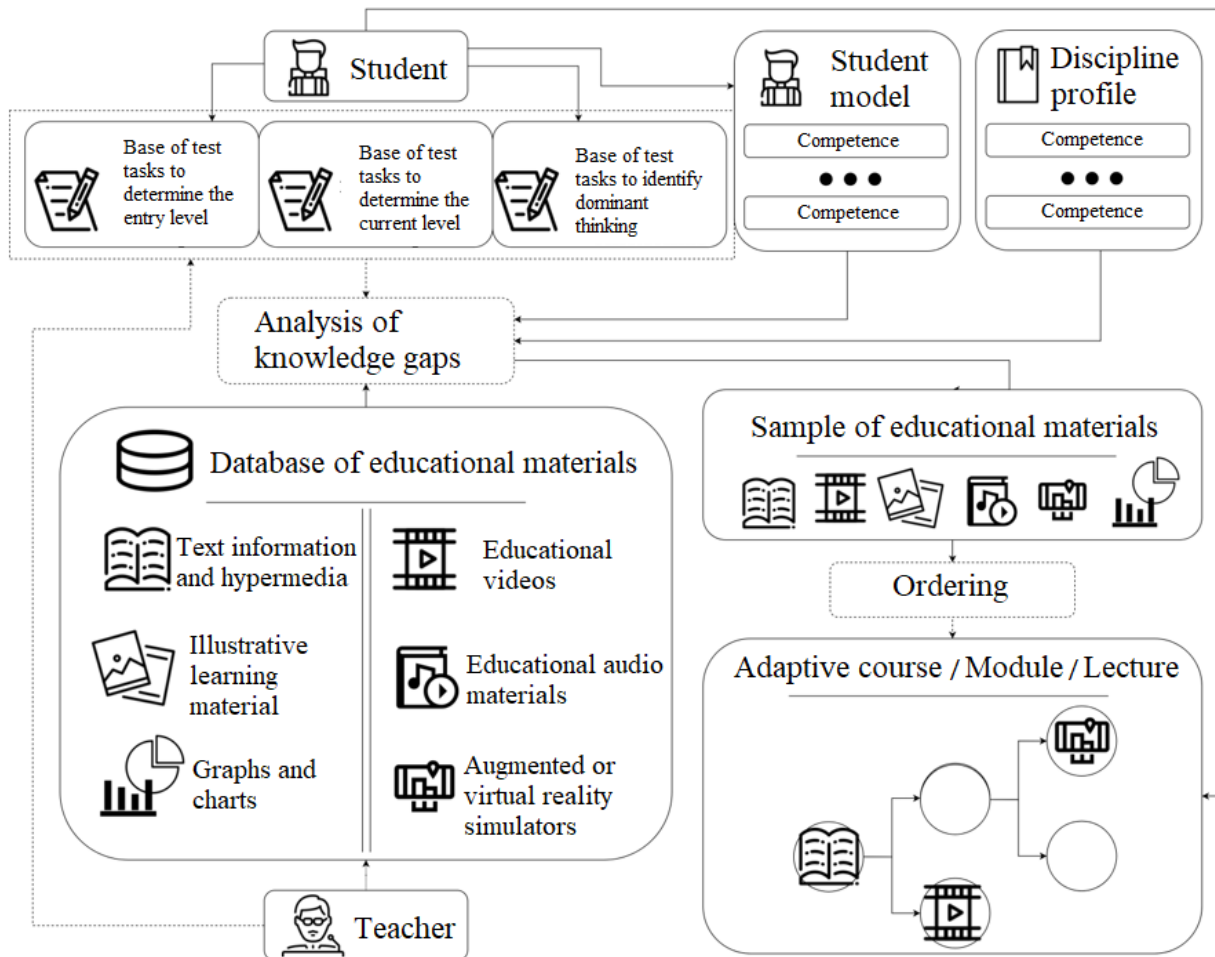 Student
Student
model
Competence
Competence
Discipline
profile
Competence
Competence
Base of test
tasks to
determine the
entry level
Base of test
tasks to
determine the
current level
Base of test
tasks to identify
dominant
thinking
Analysis of
knowledge gaps
Database of educational materials
Text information
and hypermedia
Educational
videos
Illustrative
learning
material
Educational audio
materials
Graphs and
charts
Augmented or
virtual reality
simulators
Teacher
Sample of educational materials
Ordering
Adaptive course / Module / Lecture